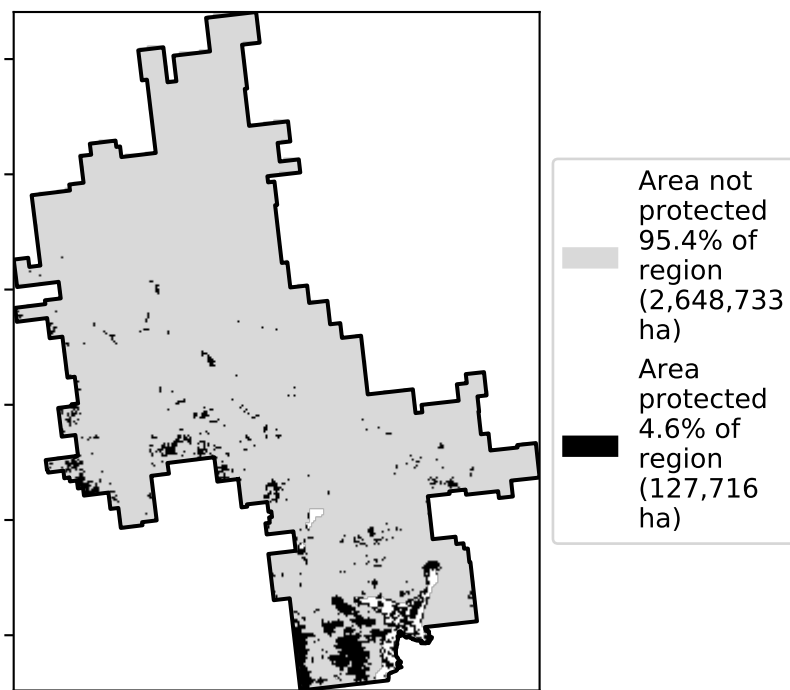 Area not
protected
95.4% of
region
(2,648,733
ha)
Area
protected
4.6% of
region
(127,716
ha)